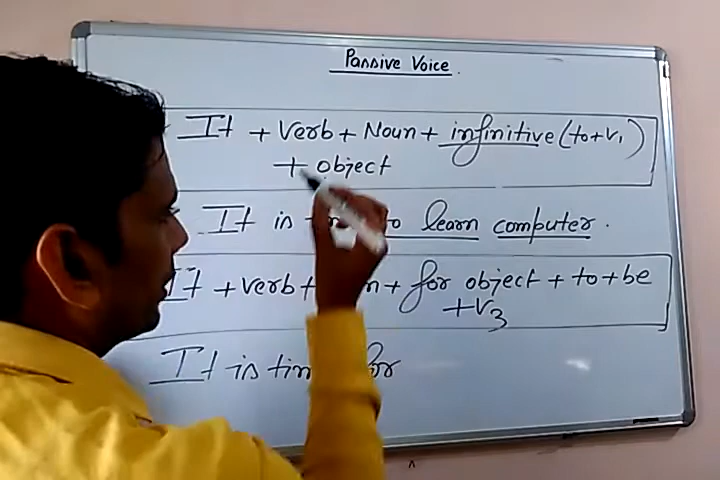 Passive Voice.
It + Verb + Noun + infinitive (to+V1)
+ object
It is to learn computer.
It + verb + + for object + to + be
+V3
It is for